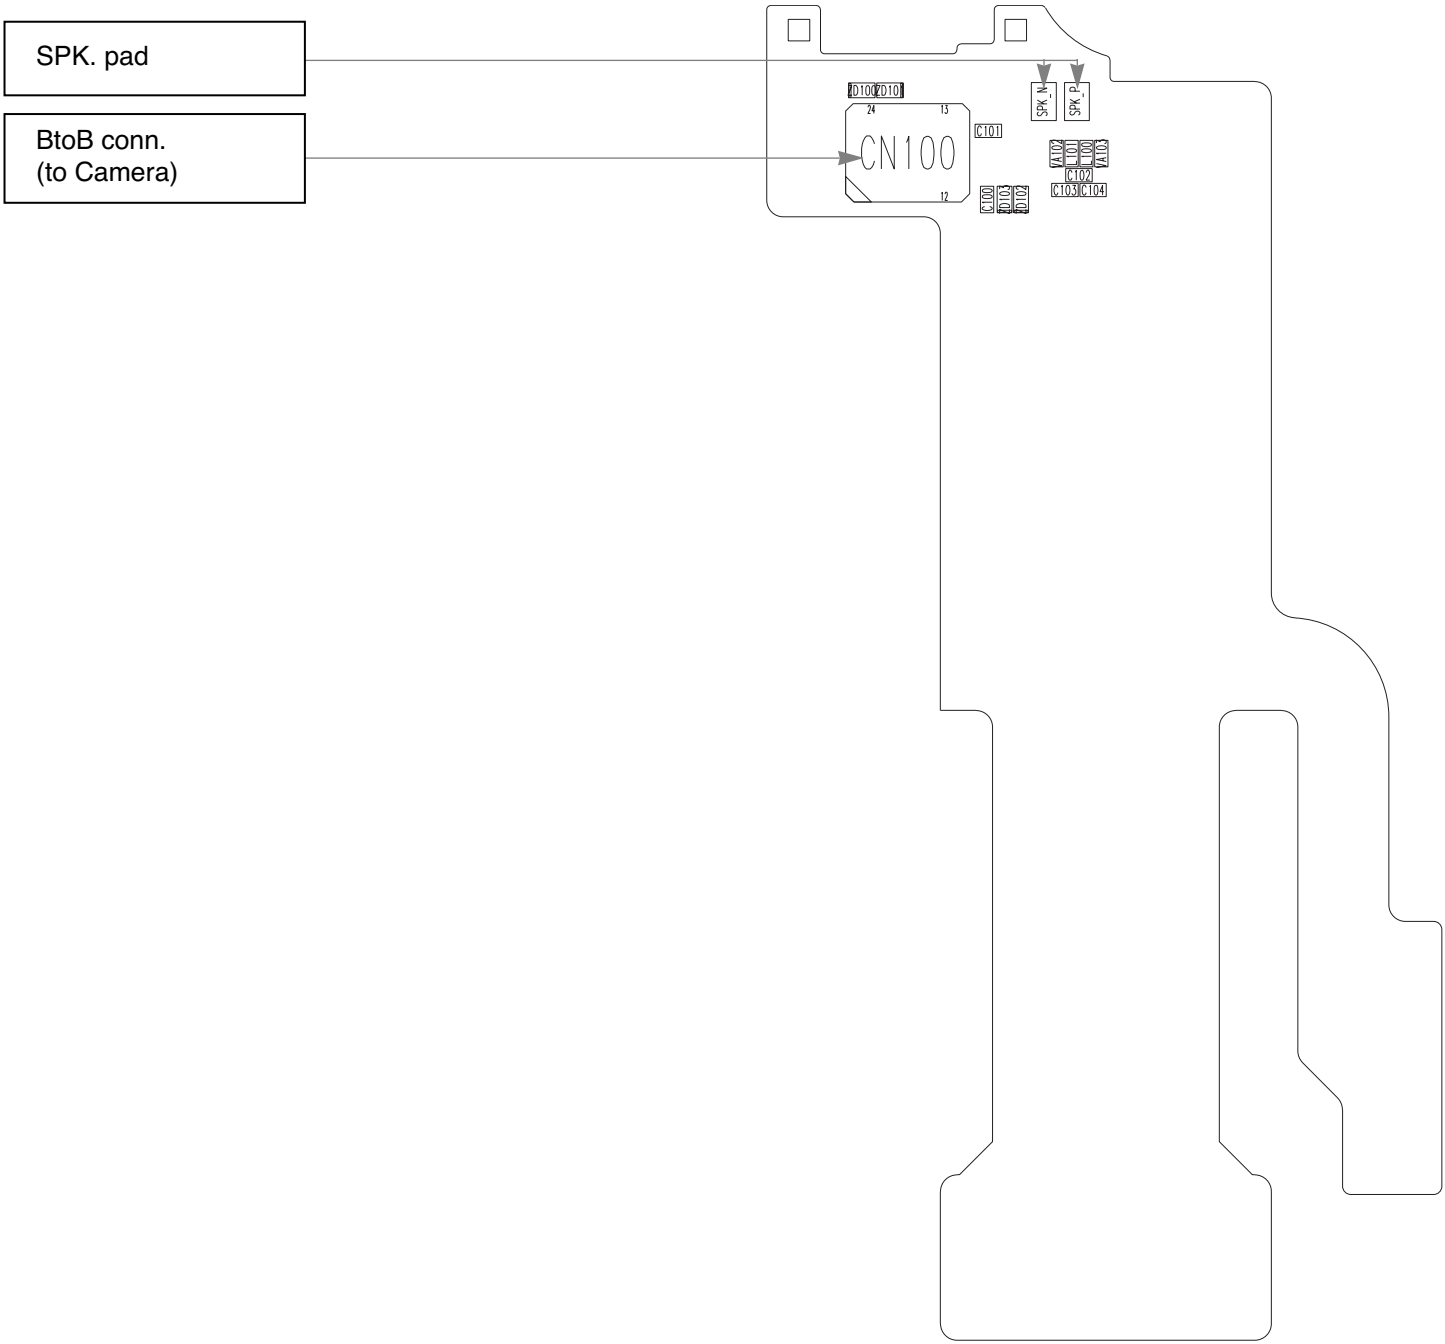 SPK. pad
BtoB conn.
(to Camera)
SPK_N
SPK_P
ZD100
ZD101
24
13
CN100
12
C101
VA102
L101
L100
VA103
C102
C103
C104
C100
ZD103
ZD102